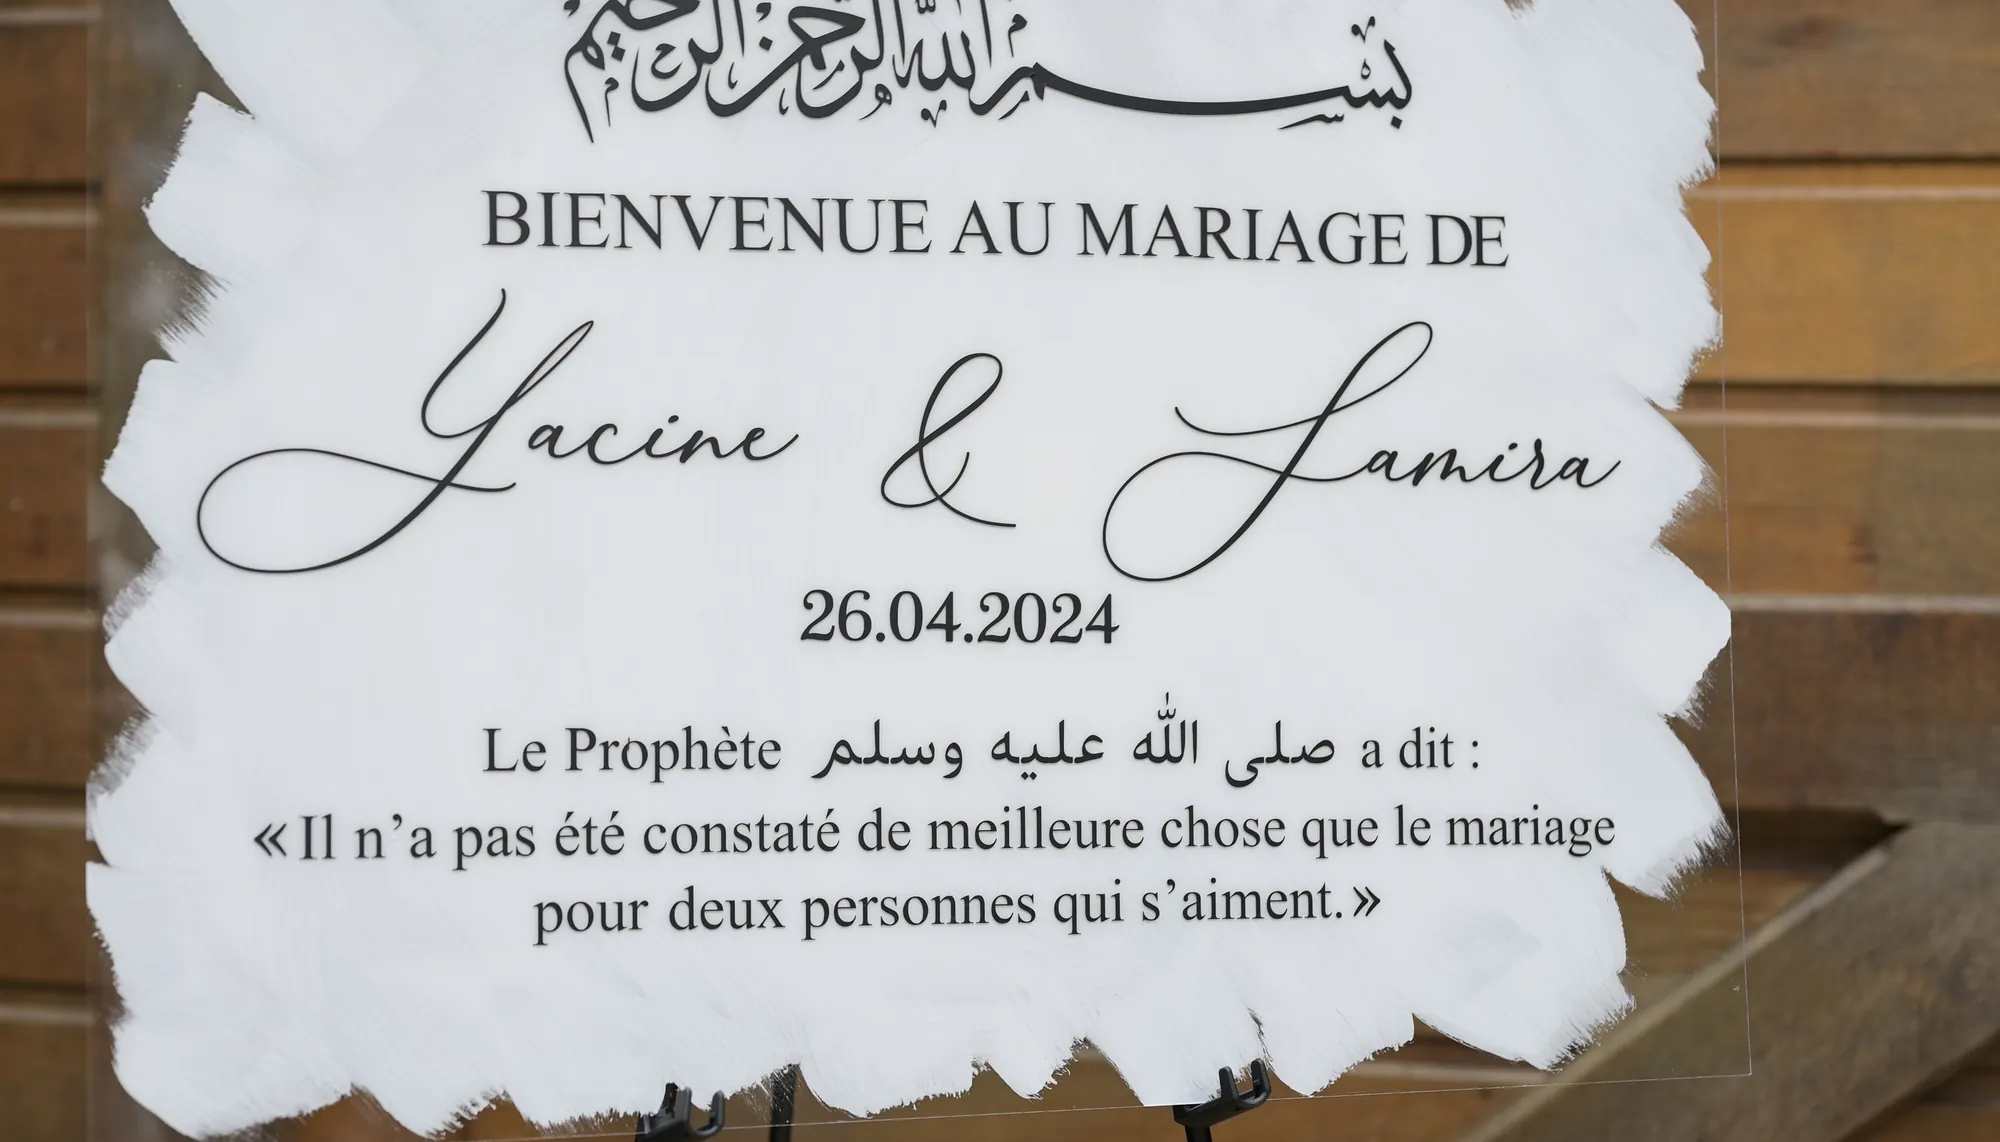 بسم الله الرحمن الرحيم
BIENVENUE AU MARIAGE DE
Yacine & Samira
26.04.2024
Le Prophète صلى الله عليه وسلم a dit :
« Il n’a pas été constaté de meilleure chose que le mariage
pour deux personnes qui s’aiment. »